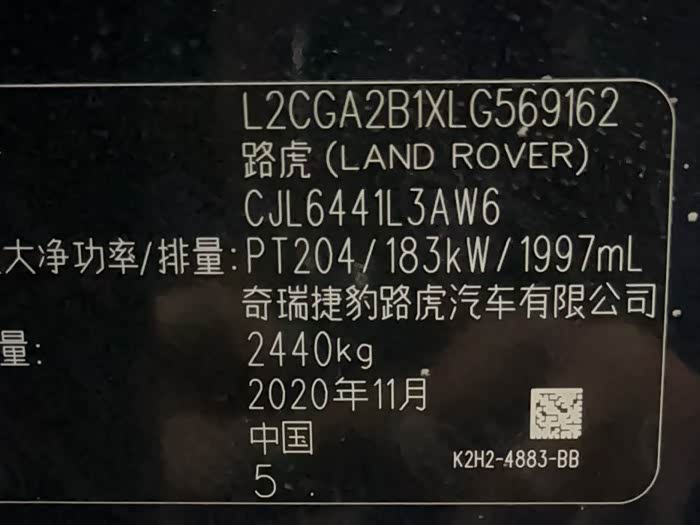 L2CGA2B1XLG569162
路虎 (LAND ROVER)
CJL6441L3AW6
大净功率/排量: PT204/183kW/1997mL
奇瑞捷豹路虎汽车有限公司
量: 2440kg
2020年11月
中国
K2H2-4883-BB
5